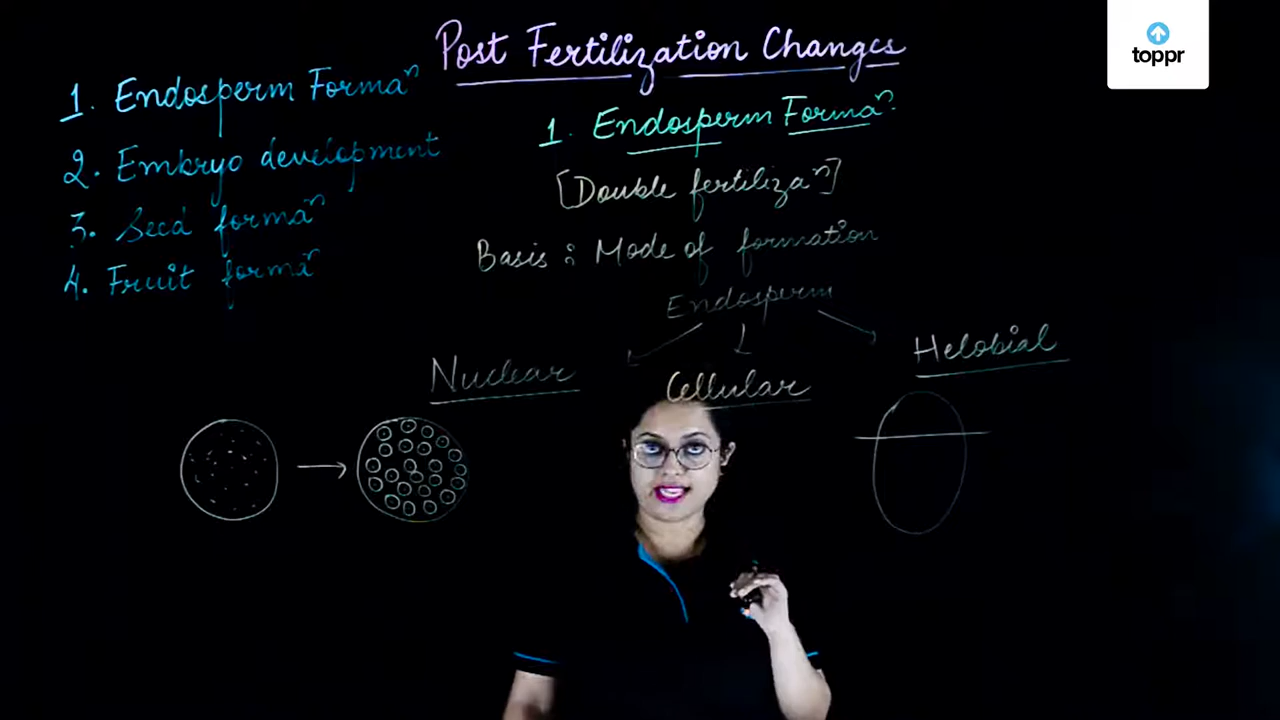 Post Fertilization Changes
toppr
1. Endosperm Formaⁿ
2. Embryo development
3. Seed formaⁿ
4. Fruit formaⁿ
1. Endosperm Formaⁿ.
[Double fertilizaⁿ]
Basis : Mode of formation
Endosperm
Nuclear
Cellular
Helobial